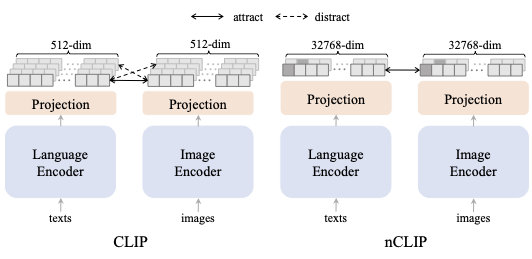 attract distract
512-dim 512-dim 32768-dim 32768-dim
Projection Projection Projection Projection
Language Encoder Image Encoder Language Encoder Image Encoder
texts images texts images
CLIP nCLIP